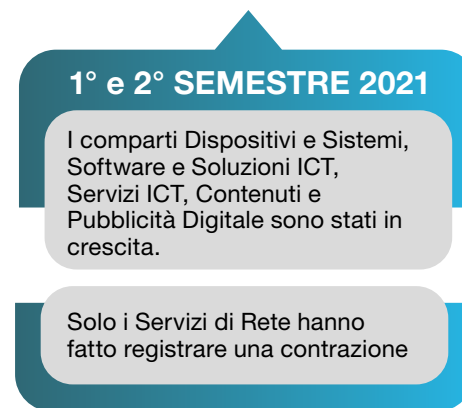 1° e 2° SEMESTRE 2021
I comparti Dispositivi e Sistemi,
Software e Soluzioni ICT,
Servizi ICT, Contenuti e
Pubblicità Digitale sono stati in
crescita.
Solo i Servizi di Rete hanno
fatto registrare una contrazione